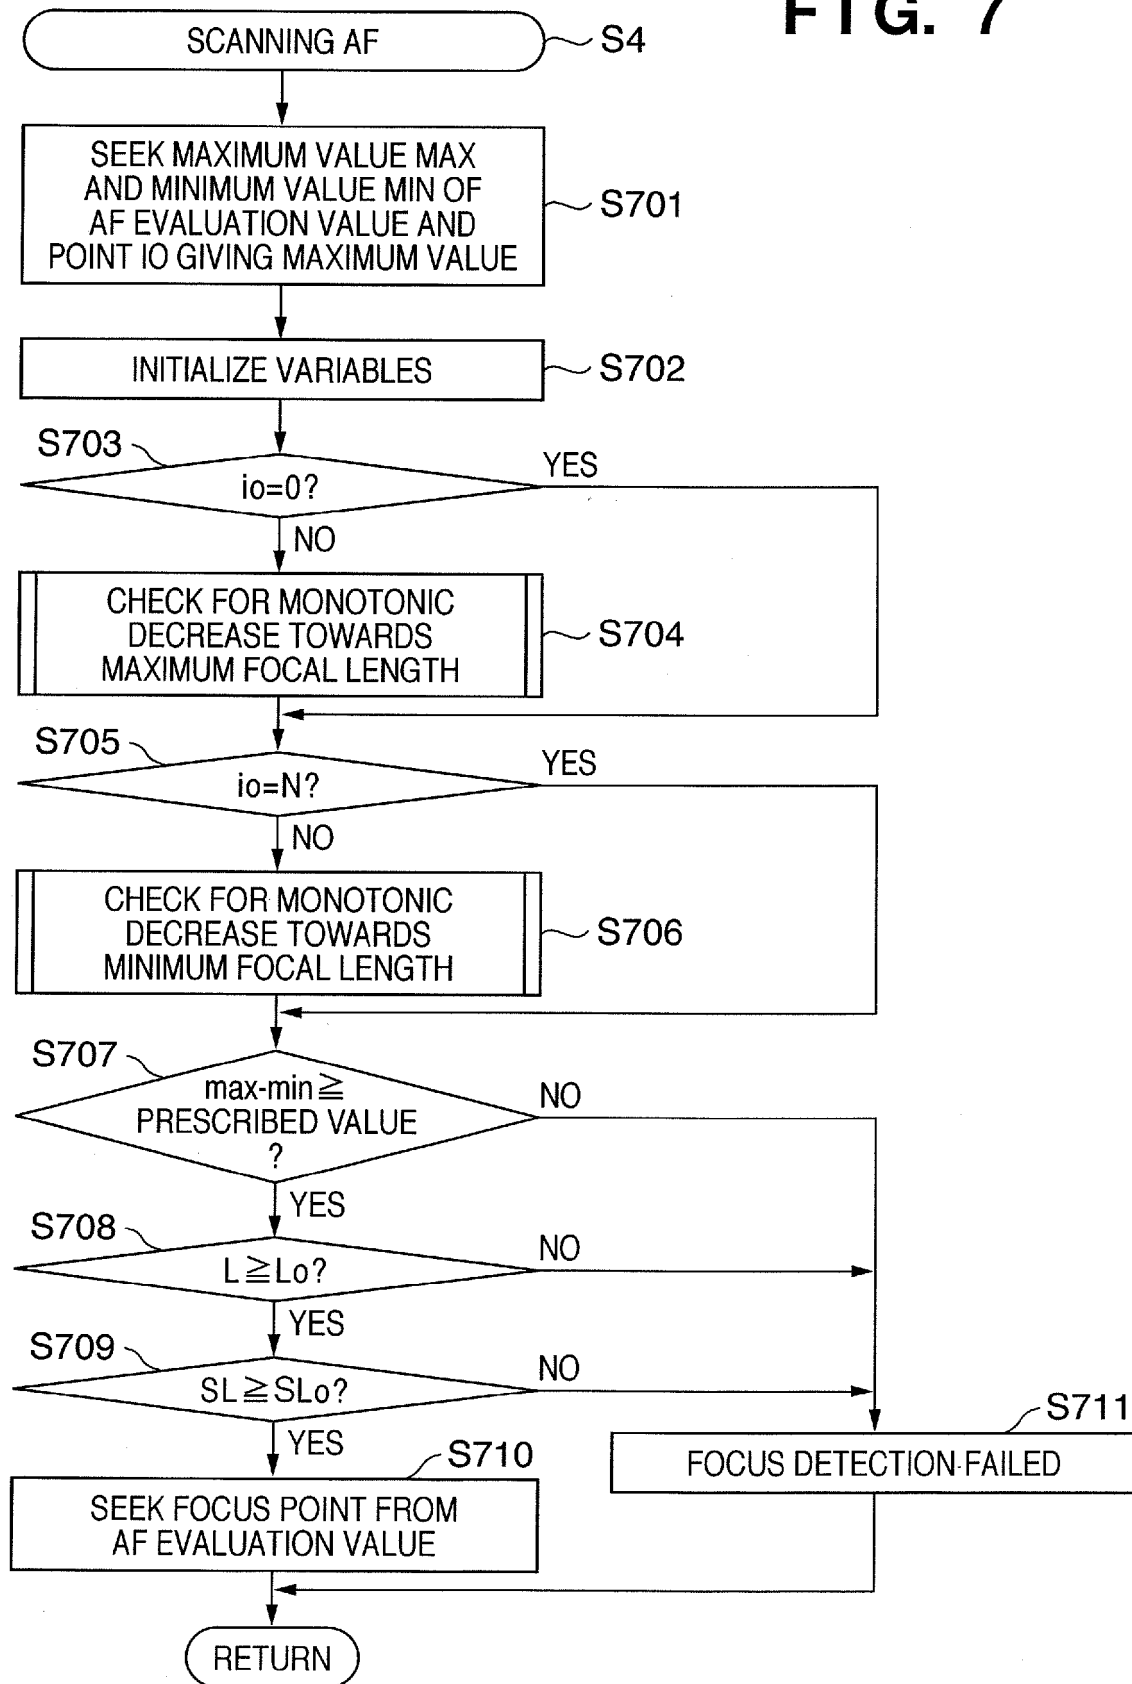 FIG. 7
SCANNING AF
S4
SEEK MAXIMUM VALUE MAX
AND MINIMUM VALUE MIN OF
AF EVALUATION VALUE AND
POINT IO GIVING MAXIMUM VALUE
S701
INITIALIZE VARIABLES
S702
S703
io=0?
YES
NO
CHECK FOR MONOTONIC
DECREASE TOWARDS
MAXIMUM FOCAL LENGTH
S704
S705
io=N?
YES
NO
CHECK FOR MONOTONIC
DECREASE TOWARDS
MINIMUM FOCAL LENGTH
S706
S707
max-min≧
PRESCRIBED VALUE
?
NO
YES
S708
L≧Lo?
NO
YES
S709
SL≧SLo?
NO
YES
S711
FOCUS DETECTION FAILED
S710
SEEK FOCUS POINT FROM
AF EVALUATION VALUE
RETURN